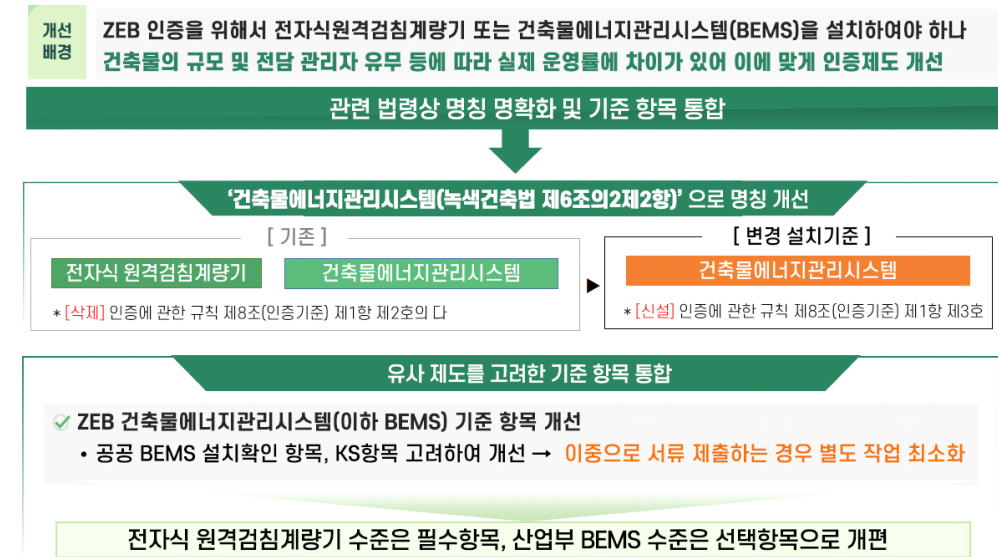 개선
배경
ZEB 인증을 위해서 전자식원격검침계량기 또는 건축물에너지관리시스템(BEMS)을 설치하여야 하나
건축물의 규모 및 전담 관리자 유무 등에 따라 실제 운영률에 차이가 있어 이에 맞게 인증제도 개선
관련 법령상 명칭 명확화 및 기준 항목 통합
‘건축물에너지관리시스템(녹색건축법 제6조의2제2항)’ 으로 명칭 개선
[ 기존 ]
전자식 원격검침계량기
건축물에너지관리시스템
* [삭제] 인증에 관한 규칙 제8조(인증기준) 제1항 제2호의 다
▶
[ 변경 설치기준 ]
건축물에너지관리시스템
* [신설] 인증에 관한 규칙 제8조(인증기준) 제1항 제3호
유사 제도를 고려한 기준 항목 통합
ZEB 건축물에너지관리시스템(이하 BEMS) 기준 항목 개선
• 공공 BEMS 설치확인 항목, KS항목 고려하여 개선 → 이중으로 서류 제출하는 경우 별도 작업 최소화
전자식 원격검침계량기 수준은 필수항목, 산업부 BEMS 수준은 선택항목으로 개편